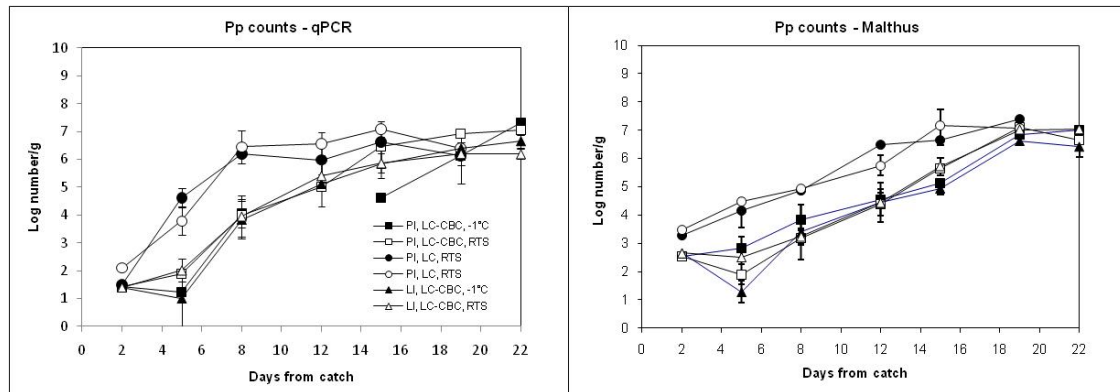 Pp counts - qPCR
Log number/g
10
9
8
7
6
5
4
3
2
1
0
PI, LC-CBC, -1°C
PI, LC-CBC, RTS
PI, LC, RTS
PI, LC, RTS
LI, LC-CBC, -1°C
LI, LC-CBC, RTS
0 2 4 6 8 10 12 14 16 18 20 22
Days from catch
Pp counts - Malthus
Log number/g
10
9
8
7
6
5
4
3
2
1
0
0 2 4 6 8 10 12 14 16 18 20 22
Days from catch